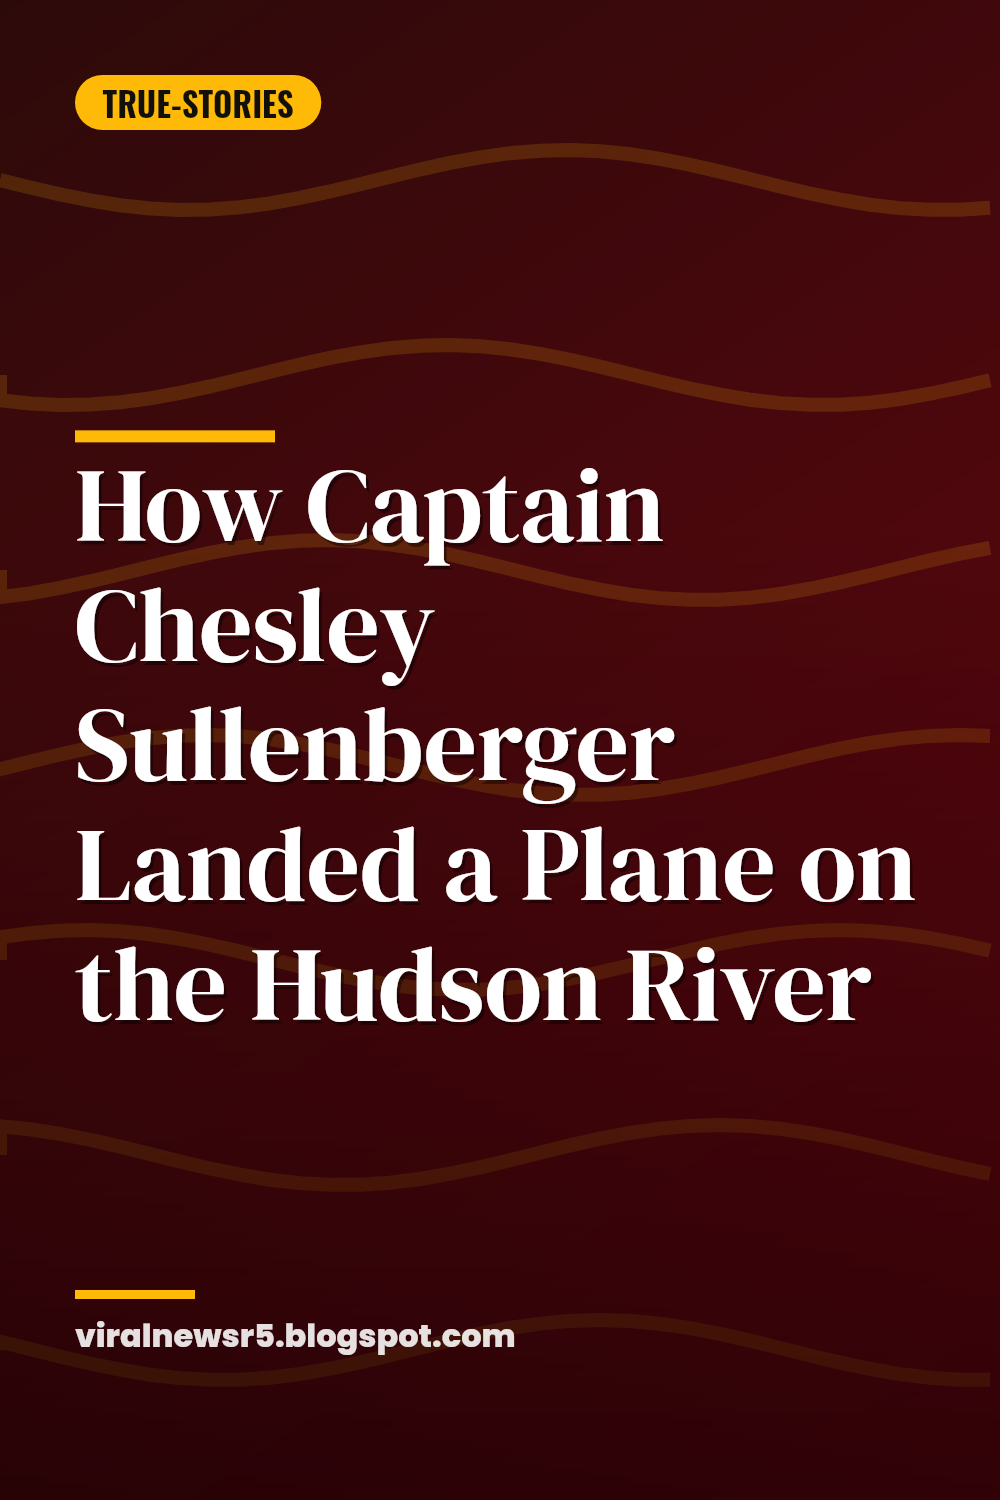 TRUE-STORIES
How Captain
Chesley
Sullenberger
Landed a Plane on
the Hudson River
viralnewsr5.blogspot.com